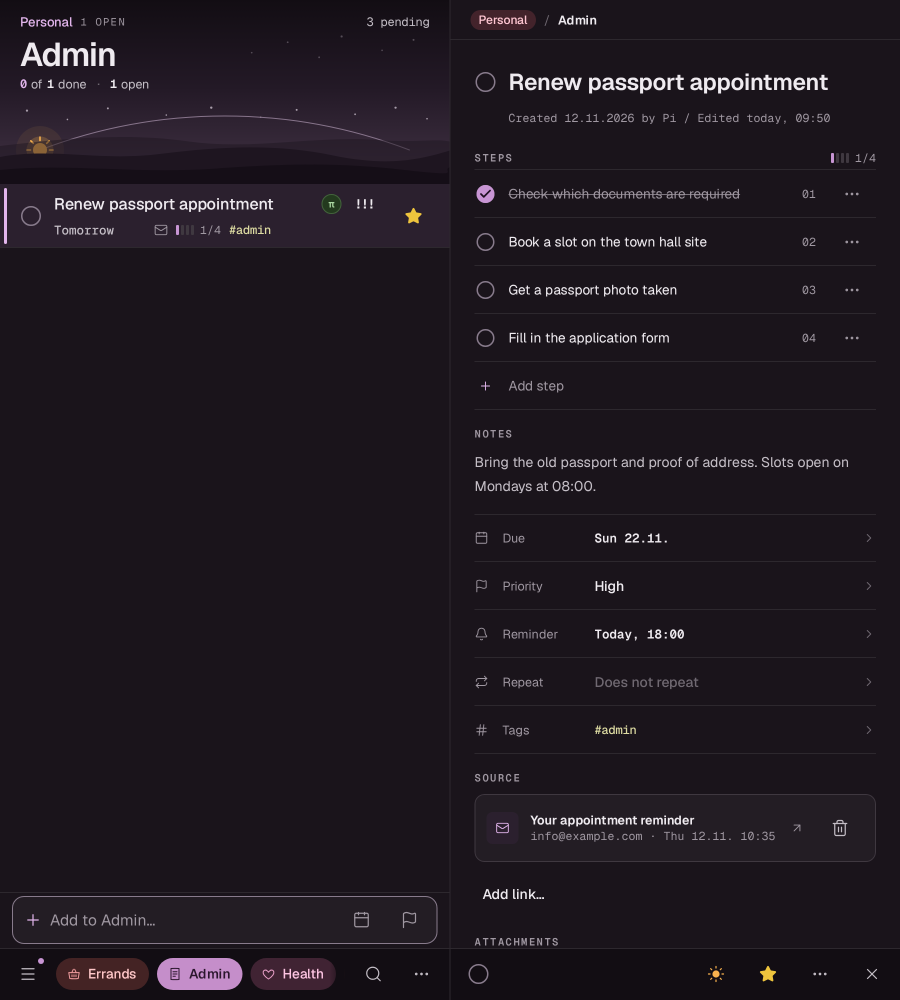 Personal 1 OPEN
3 pending
Admin
0 of 1 done · 1 open
Renew passport appointment
π
!!!
Tomorrow
1/4 #admin
Add to Admin…
Errands
Admin
Health
Personal / Admin
Renew passport appointment
Created 12.11.2026 by Pi / Edited today, 09:50
STEPS
1/4
Check which documents are required 01
Book a slot on the town hall site 02
Get a passport photo taken 03
Fill in the application form 04
Add step
NOTES
Bring the old passport and proof of address. Slots open on
Mondays at 08:00.
Due Sun 22.11.
Priority High
Reminder Today, 18:00
Repeat Does not repeat
Tags #admin
SOURCE
Your appointment reminder
info@example.com · Thu 12.11. 10:35
Add link…
ATTACHMENTS